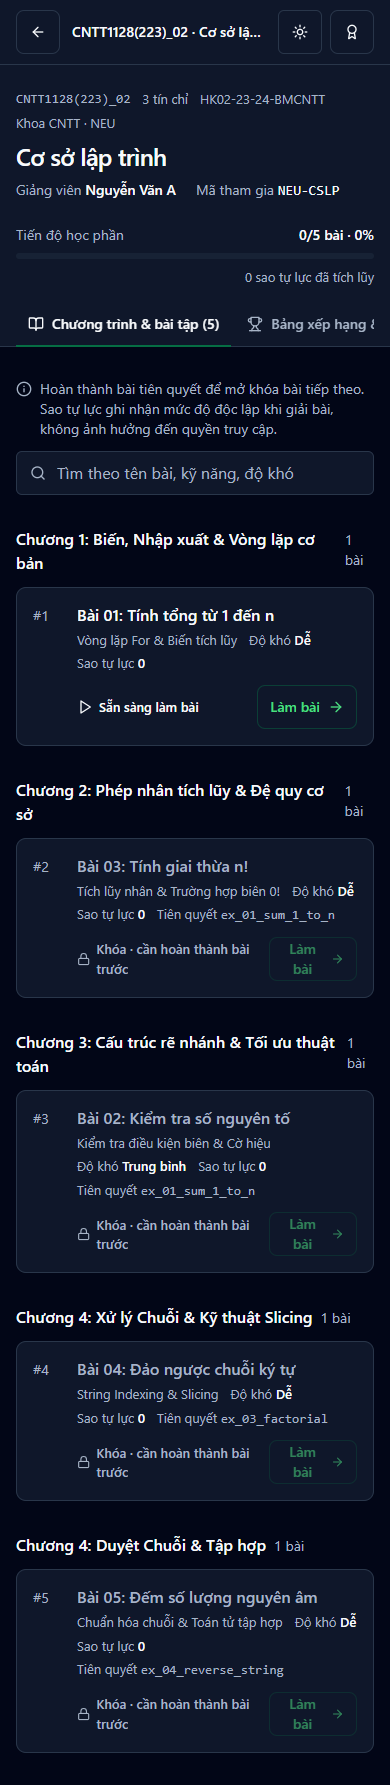 CNTT1128(223)_02 · Cơ sở lậ...
CNTT1128(223)_02 3 tín chỉ HK02-23-24-BMCNTT
Khoa CNTT · NEU
Cơ sở lập trình
Giảng viên Nguyễn Văn A Mã tham gia NEU-CSLP
Tiến độ học phần 0/5 bài · 0%
0 sao tự lực đã tích lũy
Chương trình & bài tập (5) Bảng xếp hạng &
Hoàn thành bài tiên quyết để mở khóa bài tiếp theo.
Sao tự lực ghi nhận mức độ độc lập khi giải bài,
không ảnh hưởng đến quyền truy cập.
Tìm theo tên bài, kỹ năng, độ khó
Chương 1: Biến, Nhập xuất & Vòng lặp cơ 1
bản bài
#1 Bài 01: Tính tổng từ 1 đến n
Vòng lặp For & Biến tích lũy Độ khó Dễ
Sao tự lực 0
Sẵn sàng làm bài Làm bài
Chương 2: Phép nhân tích lũy & Đệ quy cơ 1
sở bài
#2 Bài 03: Tính giai thừa n!
Tích lũy nhân & Trường hợp biên 0! Độ khó Dễ
Sao tự lực 0 Tiên quyết ex_01_sum_1_to_n
Khóa · cần hoàn thành bài Làm
trước bài
Chương 3: Cấu trúc rẽ nhánh & Tối ưu thuật 1
toán bài
#3 Bài 02: Kiểm tra số nguyên tố
Kiểm tra điều kiện biên & Cờ hiệu
Độ khó Trung bình Sao tự lực 0
Tiên quyết ex_01_sum_1_to_n
Khóa · cần hoàn thành bài Làm
trước bài
Chương 4: Xử lý Chuỗi & Kỹ thuật Slicing 1 bài
#4 Bài 04: Đảo ngược chuỗi ký tự
String Indexing & Slicing Độ khó Dễ
Sao tự lực 0 Tiên quyết ex_03_factorial
Khóa · cần hoàn thành bài Làm
trước bài
Chương 4: Duyệt Chuỗi & Tập hợp 1 bài
#5 Bài 05: Đếm số lượng nguyên âm
Chuẩn hóa chuỗi & Toán tử tập hợp Độ khó Dễ
Sao tự lực 0
Tiên quyết ex_04_reverse_string
Khóa · cần hoàn thành bài Làm
trước bài